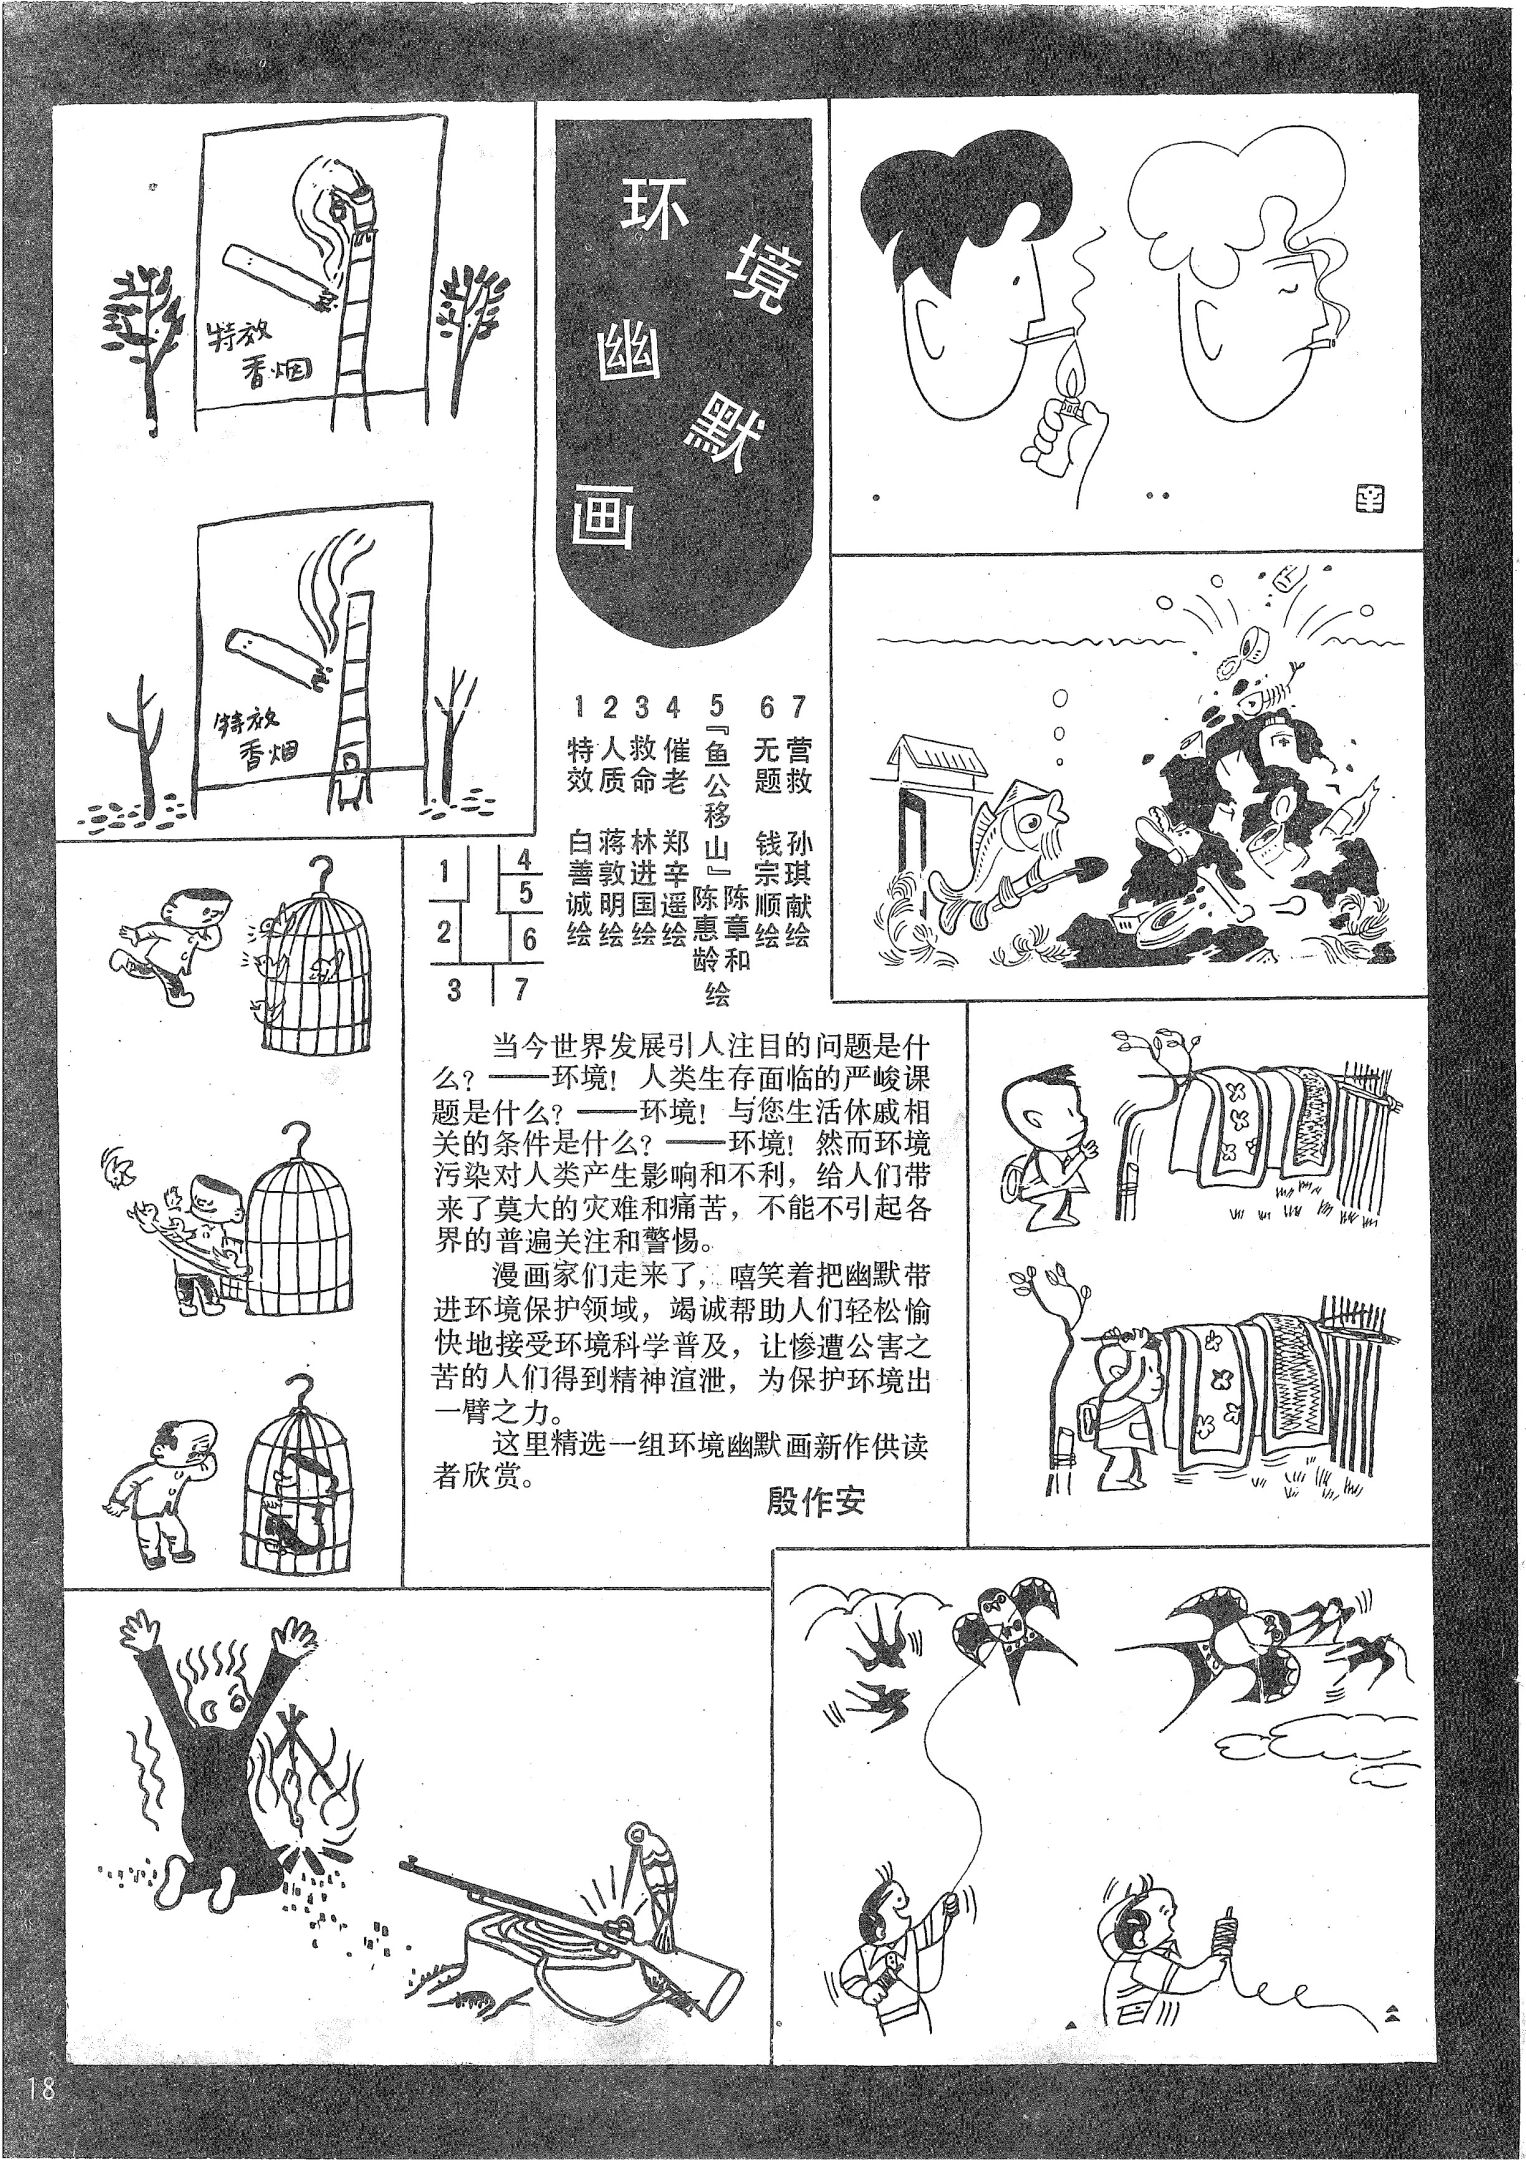 环境幽默画
特效
香烟
特效
香烟
1 特效 白善诚绘
2 人质 蒋敦明绘
3 救命 林进国绘
4 催老 郑辛遥绘
5 『鱼公移山』 陈惠龄 陈章和 绘
6 无题 钱宗顺绘
7 营救 孙琪献绘
1 4
5
2 6
3 7
当今世界发展引人注目的问题是什
么？——环境！人类生存面临的严峻课
题是什么？——环境！与您生活休戚相
关的条件是什么？——环境！然而环境
污染对人类产生影响和不利，给人们带
来了莫大的灾难和痛苦，不能不引起各
界的普遍关注和警惕。
漫画家们走来了，嘻笑着把幽默带
进环境保护领域，竭诚帮助人们轻松愉
快地接受环境科学普及，让惨遭公害之
苦的人们得到精神渲泄，为保护环境出
一臂之力。
这里精选一组环境幽默画新作供读
者欣赏。
殷作安
18